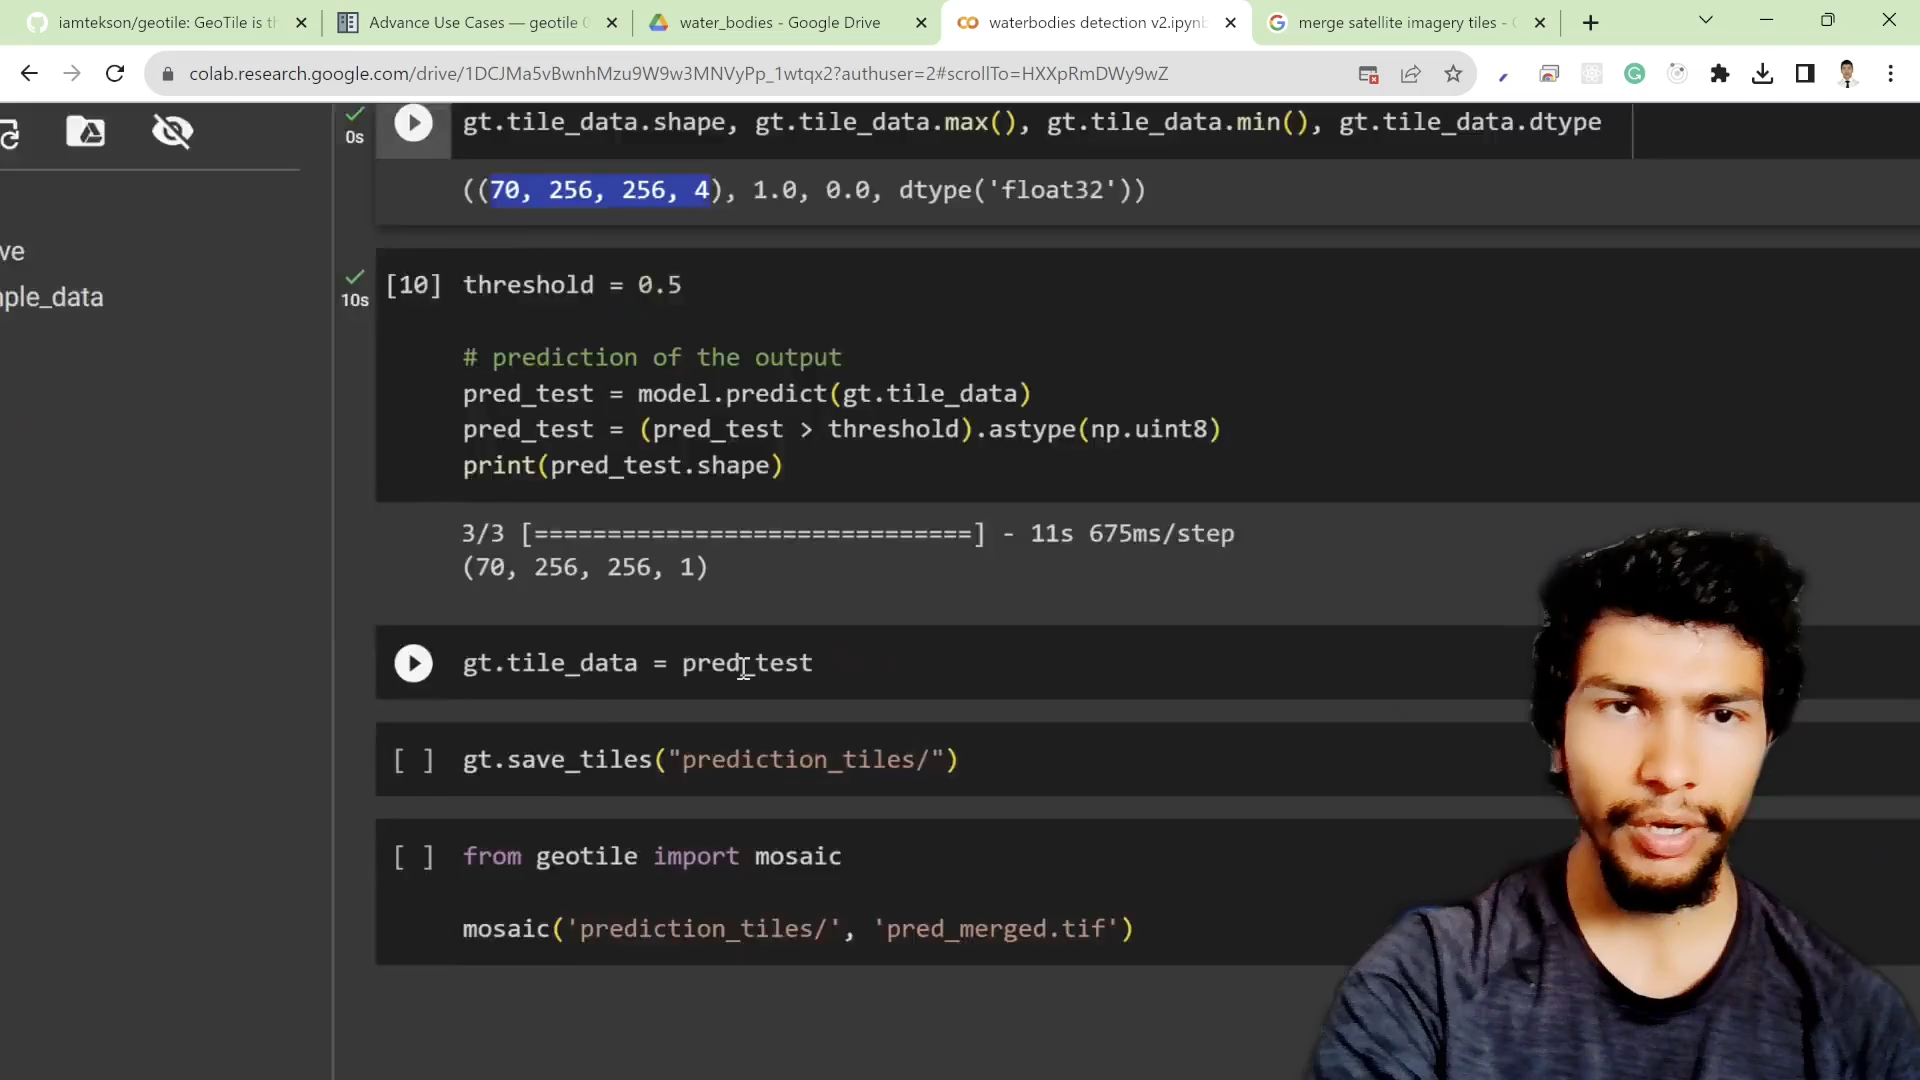 iamtekson/geotile: GeoTile is th
Advance Use Cases — geotile 0
water_bodies - Google Drive
waterbodies detection v2.ipynb
merge satellite imagery tiles - G
colab.research.google.com/drive/1DCJMa5vBwnhMzu9W9w3MNVyPp_1wtqx2?authuser=2#scrollTo=HXXpRmDWy9wZ
0s
gt.tile_data.shape, gt.tile_data.max(), gt.tile_data.min(), gt.tile_data.dtype
((70, 256, 256, 4), 1.0, 0.0, dtype('float32'))
ve
nple_data
10s
[10] threshold = 0.5
# prediction of the output
pred_test = model.predict(gt.tile_data)
pred_test = (pred_test > threshold).astype(np.uint8)
print(pred_test.shape)
3/3 [==============================] - 11s 675ms/step
(70, 256, 256, 1)
gt.tile_data = pred_test
[ ] gt.save_tiles("prediction_tiles/")
[ ] from geotile import mosaic
mosaic('prediction_tiles/', 'pred_merged.tif')